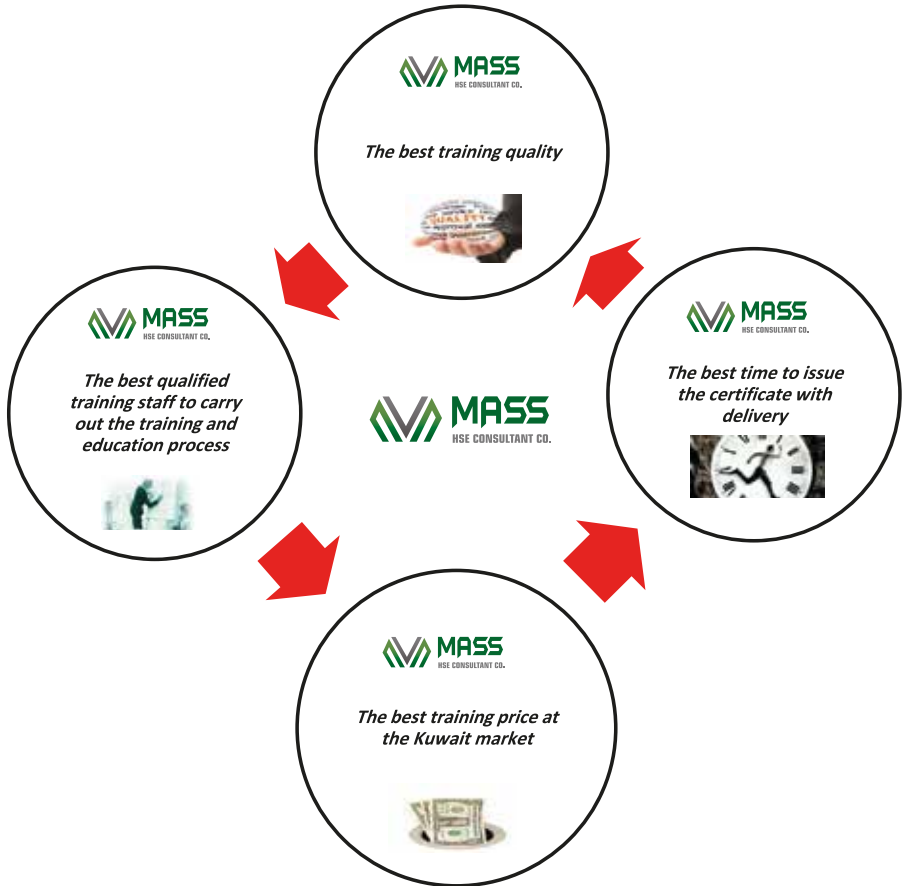 MASS
HSE CONSULTANT CO.
The best training quality
QUALITY
MASS
HSE CONSULTANT CO.
The best qualified
training staff to carry
out the training and
education process
MASS
HSE CONSULTANT CO.
MASS
HSE CONSULTANT CO.
The best time to issue
the certificate with
delivery
MASS
HSE CONSULTANT CO.
The best training price at
the Kuwait market